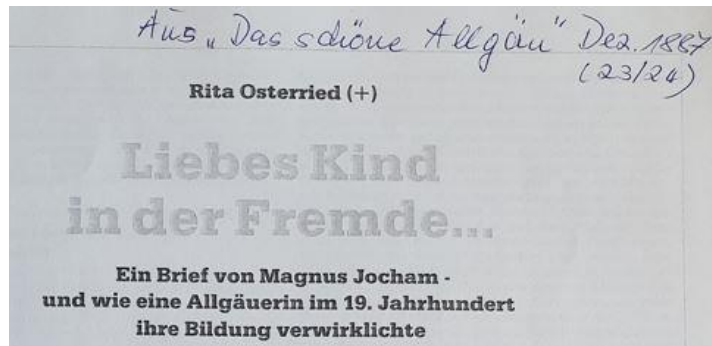 Aus „Das schöne Allgäu" Dez. 1887
(23/24)
Rita Osterried (+)
Liebes Kind
in der Fremde...
Ein Brief von Magnus Jocham -
und wie eine Allgäuerin im 19. Jahrhundert
ihre Bildung verwirklichte